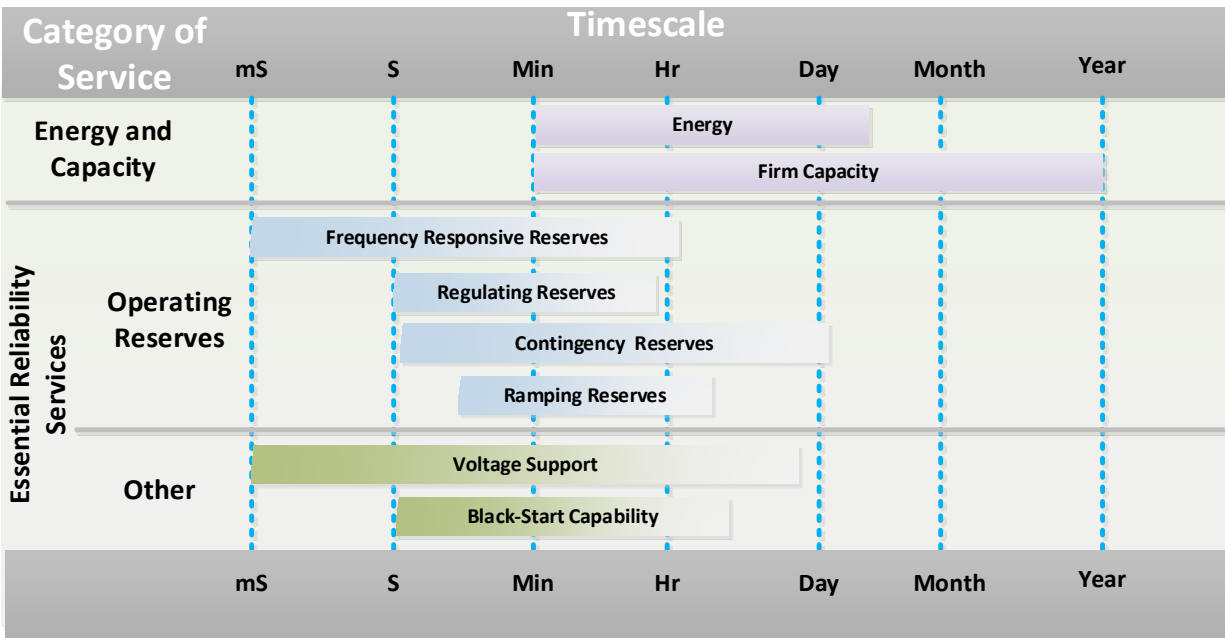 Category of
Service
Timescale
mS S Min Hr Day Month Year
Energy and
Capacity
Energy
Firm Capacity
Essential Reliability
Services
Operating
Reserves
Frequency Responsive Reserves
Regulating Reserves
Contingency Reserves
Ramping Reserves
Other
Voltage Support
Black-Start Capability
mS S Min Hr Day Month Year